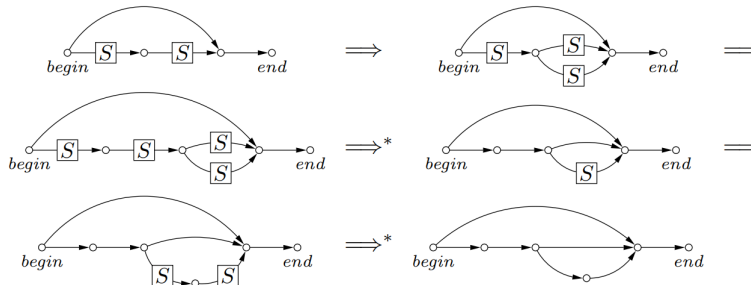 S S ⟹ S S S =
begin end begin end
S S S S ⟹* S =
begin end begin end
S S ⟹*
begin end begin end